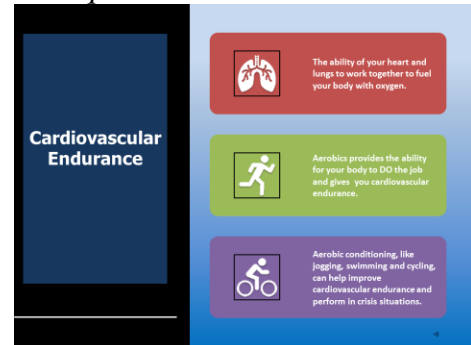 Cardiovascular
Endurance
The ability of your heart and
lungs to work together to fuel
your body with oxygen.
Aerobics provides the ability
for your body to DO the job
and gives  you cardiovascular
endurance.
Aerobic conditioning, like
jogging, swimming and cycling,
can help improve
cardiovascular endurance and
perform in crisis situations.